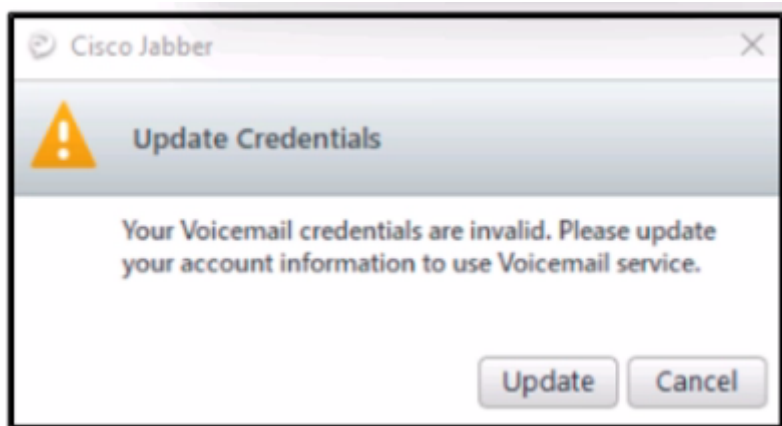 Cisco Jabber
Update Credentials
Your Voicemail credentials are invalid. Please update
your account information to use Voicemail service.
Update Cancel